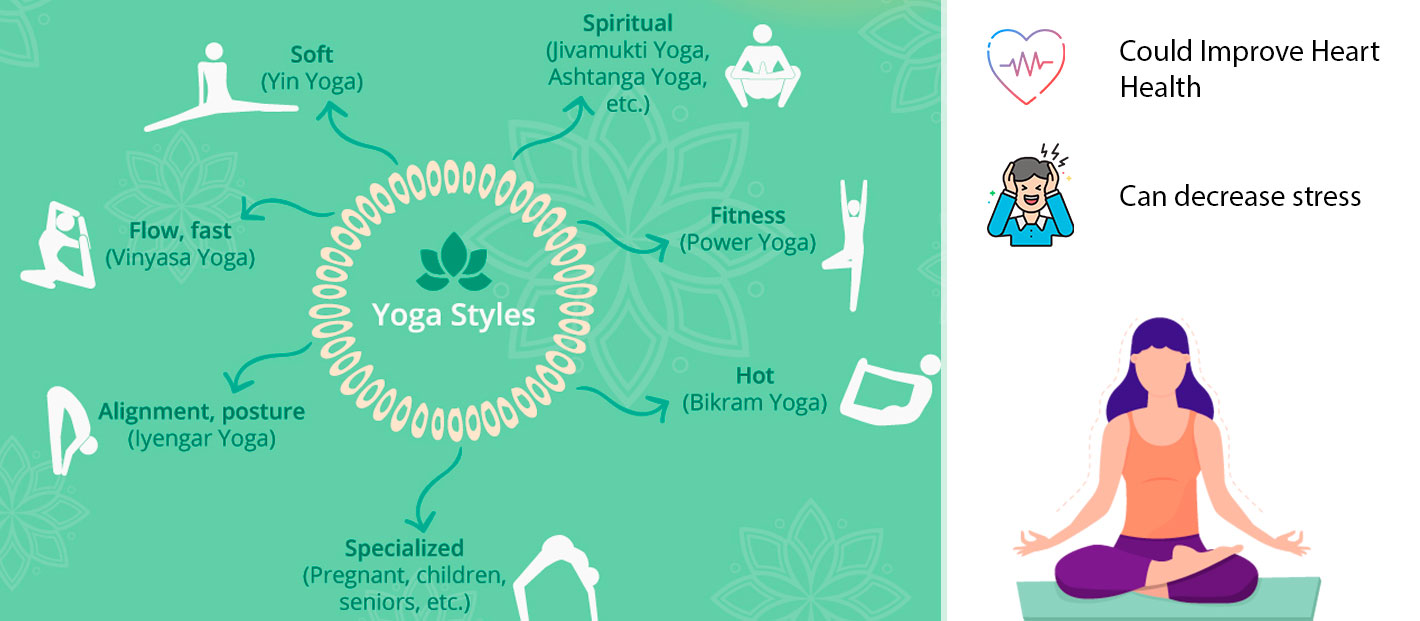 Soft
(Yin Yoga)
Spiritual
(Jivamukti Yoga,
Ashtanga Yoga,
etc.)
Flow, fast
(Vinyasa Yoga)
Fitness
(Power Yoga)
Yoga Styles
Alignment, posture
(Iyengar Yoga)
Hot
(Bikram Yoga)
Specialized
(Pregnant, children,
seniors, etc.)
Could Improve Heart
Health
Can decrease stress